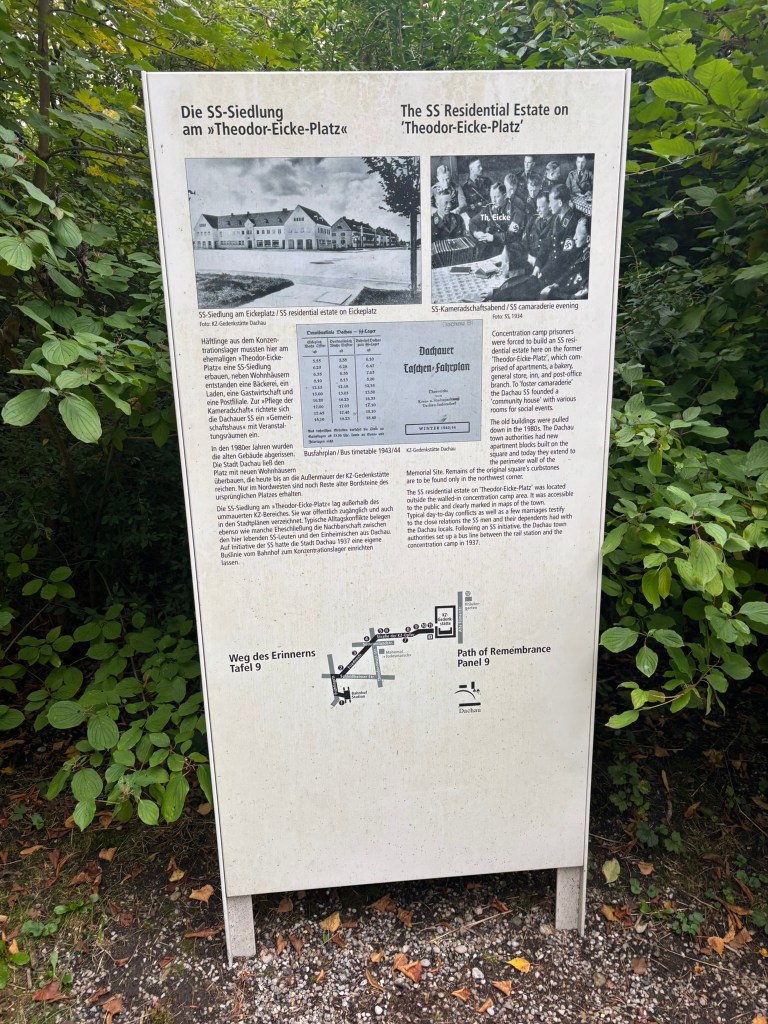 Die SS-Siedlung
am »Theodor-Eicke-Platz«
The SS Residential Estate on
'Theodor-Eicke-Platz'
Th. Eicke
SS-Siedlung am Eickeplatz / SS residential estate on Eickeplatz
Foto: KZ-Gedenkstätte Dachau
SS-Kameradschaftsabend / SS camaraderie evening
Foto: SS, 1934
Häftlinge aus dem Konzen-
trationslager mussten hier am
ehemaligen »Theodor-Eicke-
Platz« eine SS-Siedlung
erbauen, neben Wohnhäusern
entstanden eine Bäckerei, ein
Laden, eine Gastwirtschaft und
eine Postfiliale. Zur »Pflege der
Kameradschaft« richtete sich
die Dachauer SS ein »Gemein-
schaftshaus« mit Veranstal-
tungsräumen ein.
In den 1980er Jahren wurden
die alten Gebäude abgerissen.
Die Stadt Dachau ließ den
Platz mit neuen Wohnhäusern
überbauen, die heute bis an die Außenmauer der KZ-Gedenkstätte
reichen. Nur im Nordwesten sind noch Reste alter Bordsteine des
ursprünglichen Platzes erhalten.
Die SS-Siedlung am »Theodor-Eicke-Platz« lag außerhalb des
ummauerten KZ-Bereiches. Sie war öffentlich zugänglich und auch
in den Stadtplänen verzeichnet. Typische Alltagskonflikte belegen
ebenso wie manche Eheschließung die Nachbarschaft zwischen
den hier lebenden SS-Leuten und den Einheimischen aus Dachau.
Auf Initiative der SS hatte die Stadt Dachau 1937 eine eigene
Buslinie vom Bahnhof zum Konzentrationslager einrichten
lassen.
Omnibuslinie Dachau – SS-Lager
Dachauer
Taschen-Fahrplan
WINTER 1943/44
Busfahrplan / Bus timetable 1943/44
KZ-Gedenkstätte Dachau
Concentration camp prisoners
were forced to build an SS resi-
dential estate here on the former
'Theodor-Eicke-Platz', which com-
prised of apartments, a bakery,
general store, inn, and post-office
branch. To 'foster camaraderie'
the Dachau SS founded a
'community house' with various
rooms for social events.
The old buildings were pulled
down in the 1980s. The Dachau
town authorities had new
apartment blocks built on the
square and today they extend to
the perimeter wall of the
Memorial Site. Remains of the original square's curbstones
are to be found only in the northwest corner.
The SS residential estate on 'Theodor-Eicke-Platz' was located
outside the walled-in concentration camp area. It was accessible
to the public and clearly marked in maps of the town.
Typical day-to-day conflicts as well as a few marriages testify
to the close relations the SS men and their dependents had with
the Dachau locals. Following an SS initiative, the Dachau town
authorities set up a bus line between the rail station and the
concentration camp in 1937.
KZ
Gedenk-
stätte
Kräuter-
garten
Bahnhof
Station
Weg des Erinnerns
Tafel 9
Path of Remembrance
Panel 9
Dachau